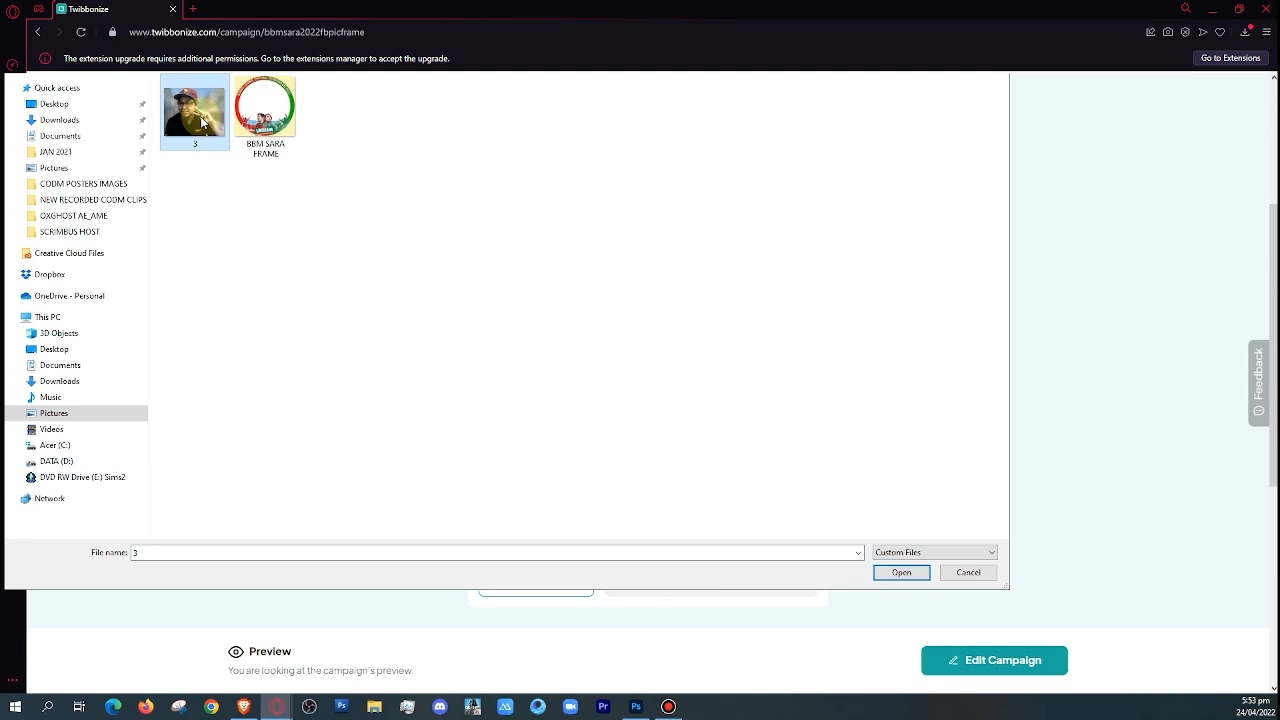 Twibbonize
www.twibbonize.com/campaign/bbmsara2022fbpicframe
The extension upgrade requires additional permissions. Go to the extensions manager to accept the upgrade.
Go to Extensions
Quick access
Desktop
Downloads
Documents
JAN 2021
Pictures
CODM POSTERS IMAGES
NEW RECORDED CODM CLIPS
OXGHOST AE_AME
SCRIMBUS HOST
Creative Cloud Files
Dropbox
OneDrive - Personal
This PC
3D Objects
Desktop
Documents
Downloads
Music
Pictures
Videos
Acer (C:)
DATA (D:)
DVD RW Drive (E:) Sims2
Network
3
BBM SARA
FRAME
File name:
3
Custom Files
Open
Cancel
Feedback
Preview
You are looking at the campaign's preview.
Edit Campaign
5:53 pm
24/04/2022